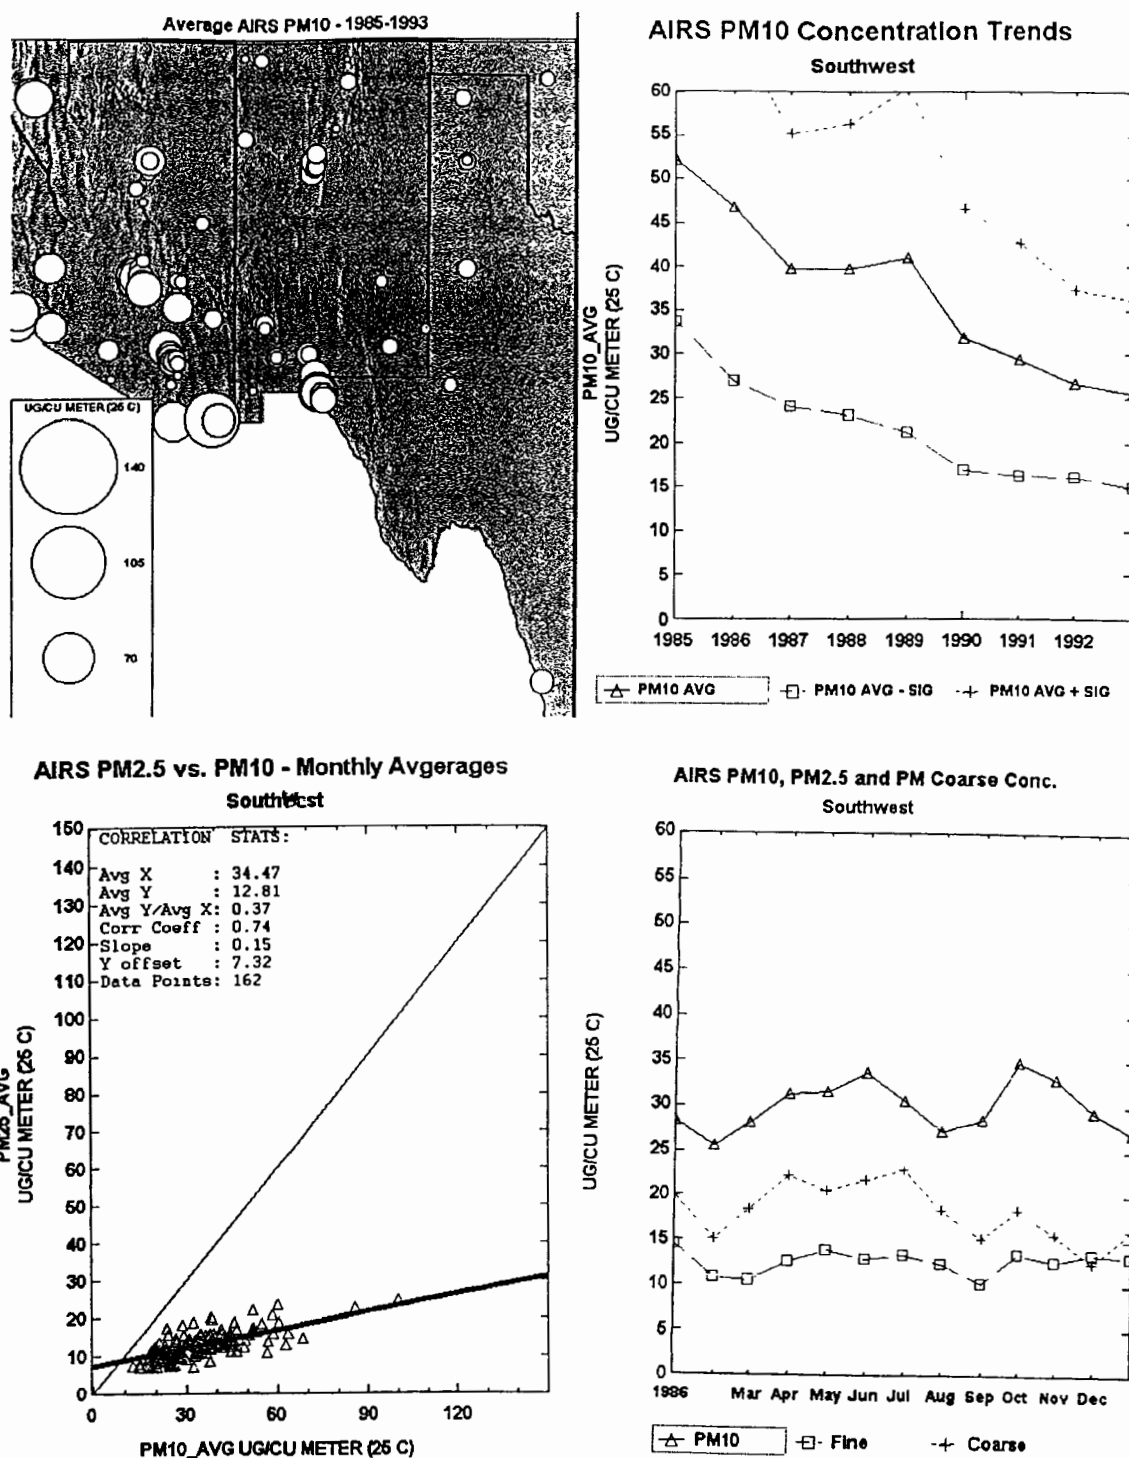 Average AIRS PM10 - 1985-1993
UG/CU METER (25 C)
140
105
70
AIRS PM10 Concentration Trends
Southwest
60
55
50
45
40
35
30
25
20
15
10
5
0
PM10_AVG
UG/CU METER (25 C)
1985 1986 1987 1988 1989 1990 1991 1992
PM10 AVG PM10 AVG - SIG PM10 AVG + SIG
AIRS PM2.5 vs. PM10 - Monthly Avgerages
Southwest
CORRELATION STATS:
Avg X : 34.47
Avg Y : 12.81
Avg Y/Avg X: 0.37
Corr Coeff : 0.74
Slope : 0.15
Y offset : 7.32
Data Points: 162
150
140
130
120
110
100
90
80
70
60
50
40
30
20
10
0
PM25_AVG
UG/CU METER (25 C)
0 30 60 90 120
PM10_AVG UG/CU METER (25 C)
AIRS PM10, PM2.5 and PM Coarse Conc.
Southwest
60
55
50
45
40
35
30
25
20
15
10
5
0
UG/CU METER (25 C)
1986 Mar Apr May Jun Jul Aug Sep Oct Nov Dec
PM10 Fine Coarse